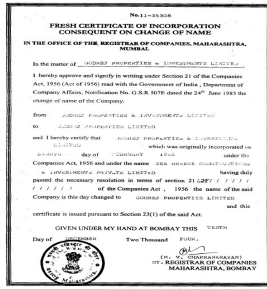 No.11-35308
FRESH CERTIFICATE OF INCORPORATION
CONSEQUENT ON CHANGE OF NAME
IN THE OFFICE OF THE REGISTRAR OF COMPANIES, MAHARASHTRA,
MUMBAI.
In the matter of GODREJ PROPERTIES & INVESTMENTS LIMITED
I hereby approve and signify in writing under Section 21 of the Companies
Act, 1956 (Act of 1956) read with the Government of India, Department of
Company Affairs, Notification No. G.S.R 507E dated the 24th June 1985 the
change of name of the Company.
from GODREJ PROPERTIES & INVESTMENTS LIMITED
to GODREJ PROPERTIES LIMITED
and I hereby certify that GODREJ PROPERTIES & INVESTMENTS
LIMITED which was originally incorporated on
day of FEBRUARY under the
Companies Act, 1956 and under the name SEA BREEZE
& INVESTMENTS PRIVATE LIMITED having duly
passed the necessary resolution in terms of section 21 / / / / / /
/ / / / / / of the Companies Act, 1956 the name of the said
Company is this day changed to GODREJ PROPERTIES LIMITED
and this
certificate is issued pursuant to Section 23(1) of the said Act.
GIVEN UNDER MY HAND AT BOMBAY THIS TENTH
Day of DECEMBER Two Thousand FOUR.
(M. V. CHAKRANARAYAN)
DY. REGISTRAR OF COMPANIES
MAHARASHTRA, BOMBAY